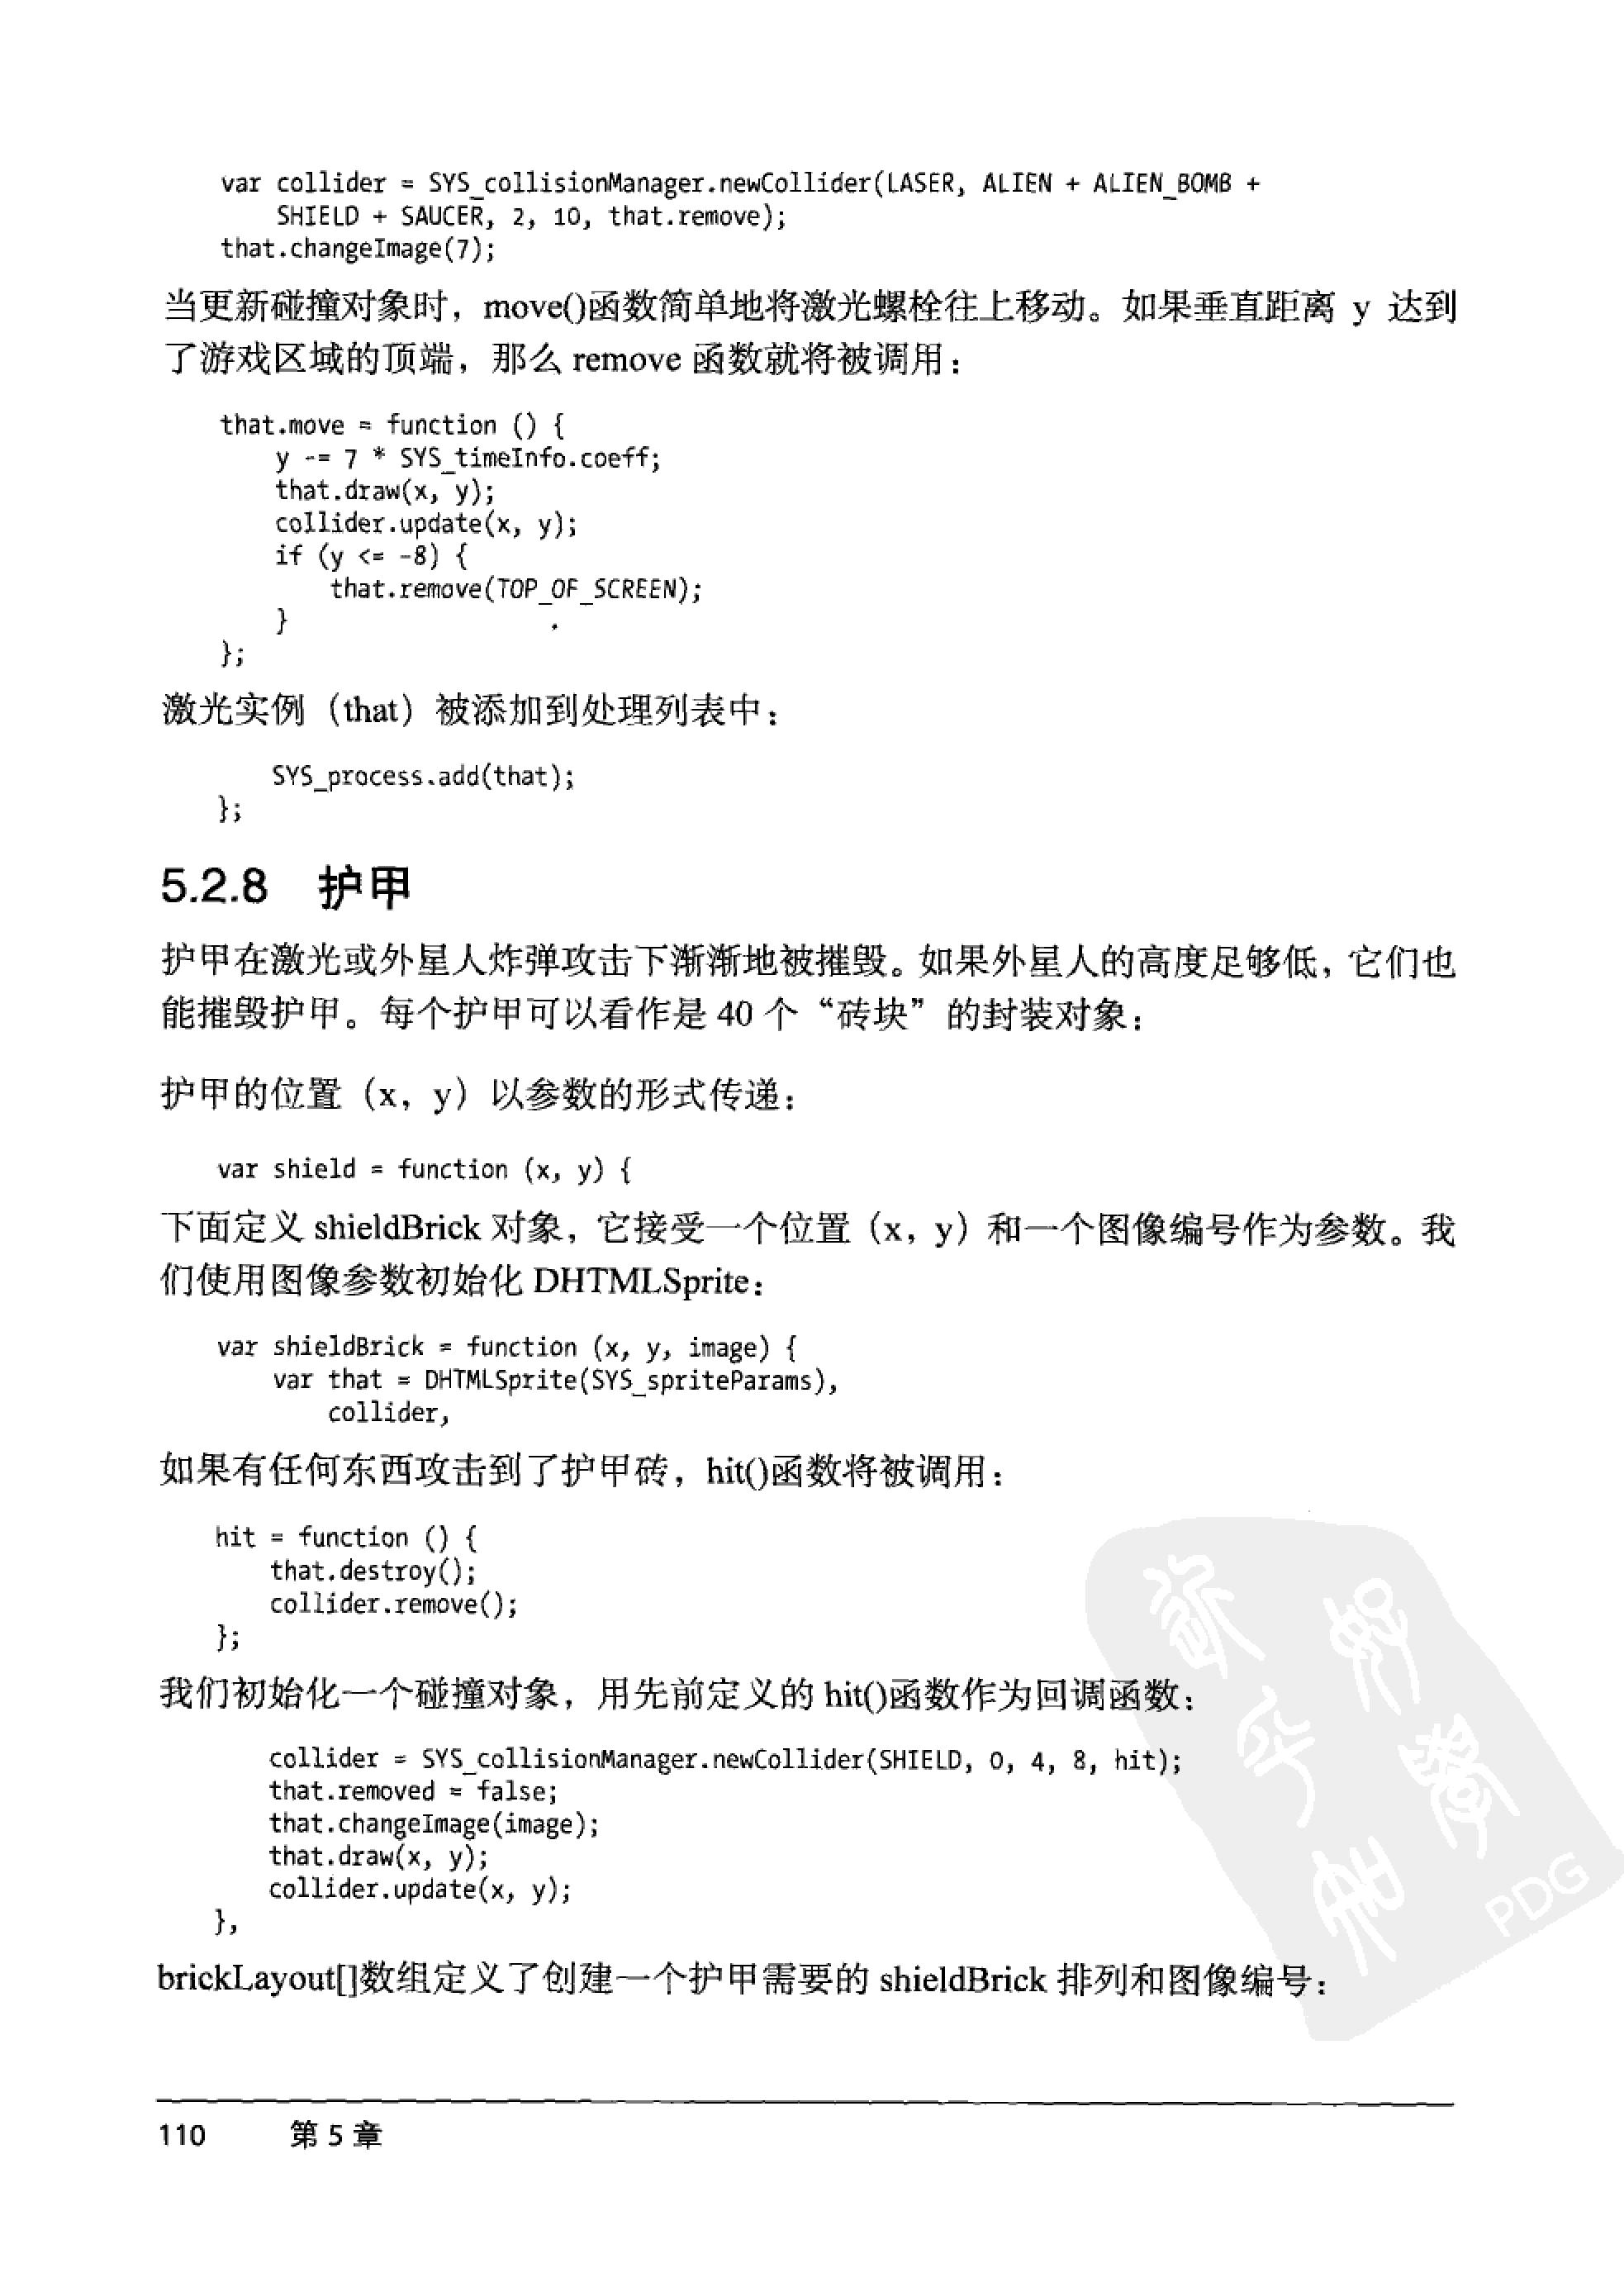 var collider = SYS_collisionManager.newCollider(LASER, ALIEN + ALIEN_BOMB +
SHIELD + SAUCER, 2, 10, that.remove);
that.changeImage(7);
当更新碰撞对象时，move()函数简单地将激光螺栓往上移动。如果垂直距离 y 达到
了游戏区域的顶端，那么 remove 函数就将被调用：
that.move = function () {
y -= 7 * SYS_timeInfo.coeff;
that.draw(x, y);
collider.update(x, y);
if (y <= -8) {
that.remove(TOP_OF_SCREEN);
}
};
激光实例（that）被添加到处理列表中：
SYS_process.add(that);
};
5.2.8 护甲
护甲在激光或外星人炸弹攻击下渐渐地被摧毁。如果外星人的高度足够低，它们也
能摧毁护甲。每个护甲可以看作是 40 个“砖块”的封装对象：
护甲的位置（x，y）以参数的形式传递：
var shield = function (x, y) {
下面定义 shieldBrick 对象，它接受一个位置（x，y）和一个图像编号作为参数。我
们使用图像参数初始化 DHTMLSprite：
var shieldBrick = function (x, y, image) {
var that = DHTMLSprite(SYS_spriteParams),
collider,
如果有任何东西攻击到了护甲砖，hit()函数将被调用：
hit = function () {
that.destroy();
collider.remove();
};
我们初始化一个碰撞对象，用先前定义的 hit()函数作为回调函数：
collider = SYS_collisionManager.newCollider(SHIELD, 0, 4, 8, hit);
that.removed = false;
that.changeImage(image);
that.draw(x, y);
collider.update(x, y);
},
brickLayout[]数组定义了创建一个护甲需要的 shieldBrick 排列和图像编号：
PDG
110 第 5 章